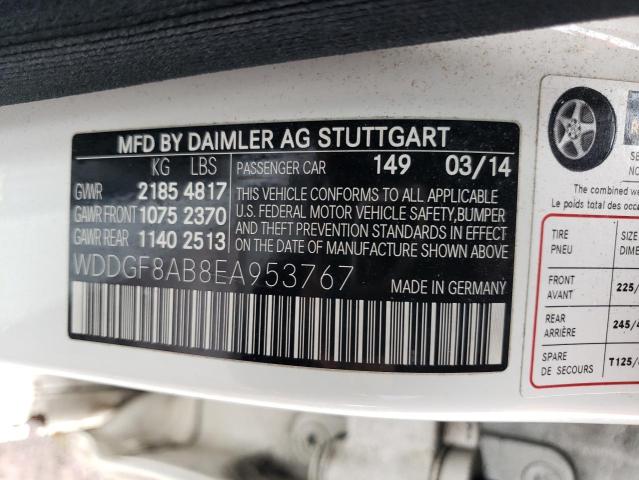 MFD BY DAIMLER AG STUTTGART
KG LBS PASSENGER CAR 149 03/14
GVWR 2185 4817
GAWR FRONT 1075 2370
GAWR REAR 1140 2513
THIS VEHICLE CONFORMS TO ALL APPLICABLE
U.S. FEDERAL MOTOR VEHICLE SAFETY, BUMPER
AND THEFT PREVENTION STANDARDS IN EFFECT
ON THE DATE OF MANUFACTURE SHOWN ABOVE.
WDDGF8AB8EA953767 MADE IN GERMANY
The combined w
Le poids total des oc
TIRE SIZE
PNEU DIME
FRONT 225/
AVANT
REAR 245/4
ARRIÈRE
SPARE T125/
DE SECOURS